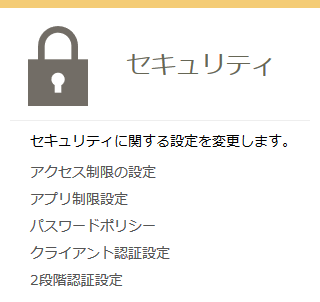 セキュリティ
セキュリティに関する設定を変更します。
アクセス制限の設定
アプリ制限設定
パスワードポリシー
クライアント認証設定
2段階認証設定